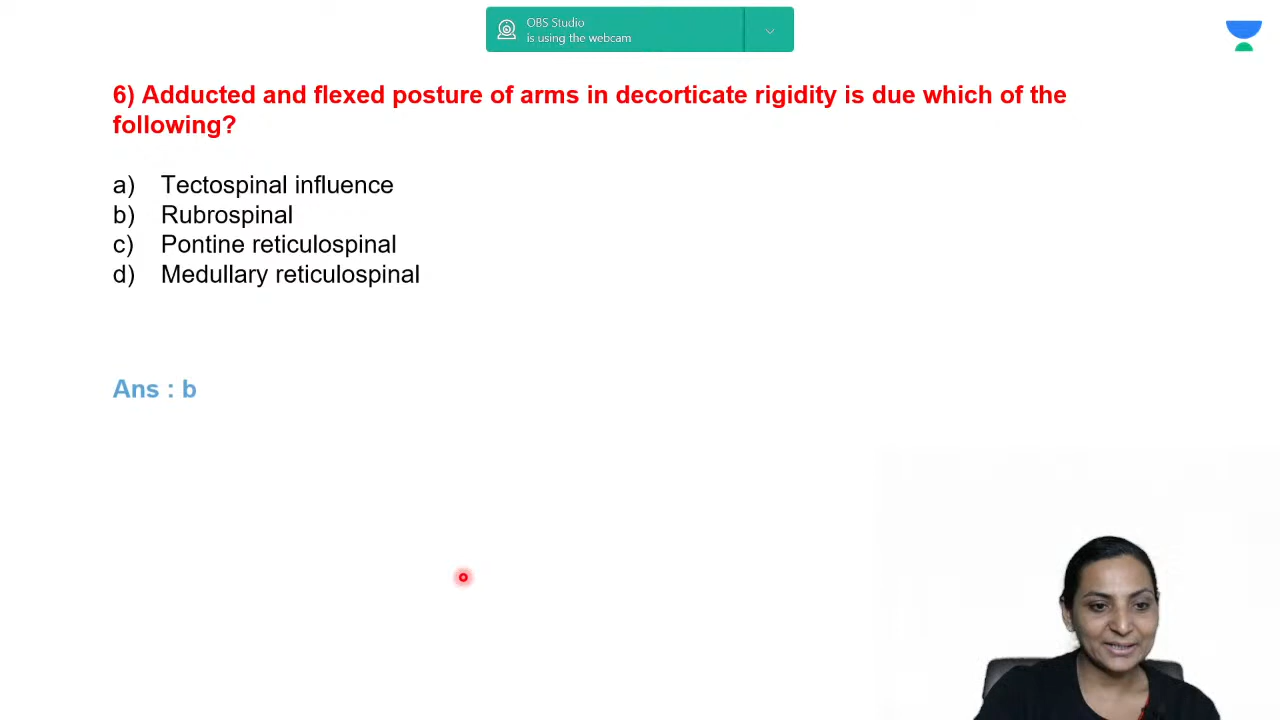 OBS Studio
is using the webcam
6) Adducted and flexed posture of arms in decorticate rigidity is due which of the
following?
a) Tectospinal influence
b) Rubrospinal
c) Pontine reticulospinal
d) Medullary reticulospinal
Ans : b